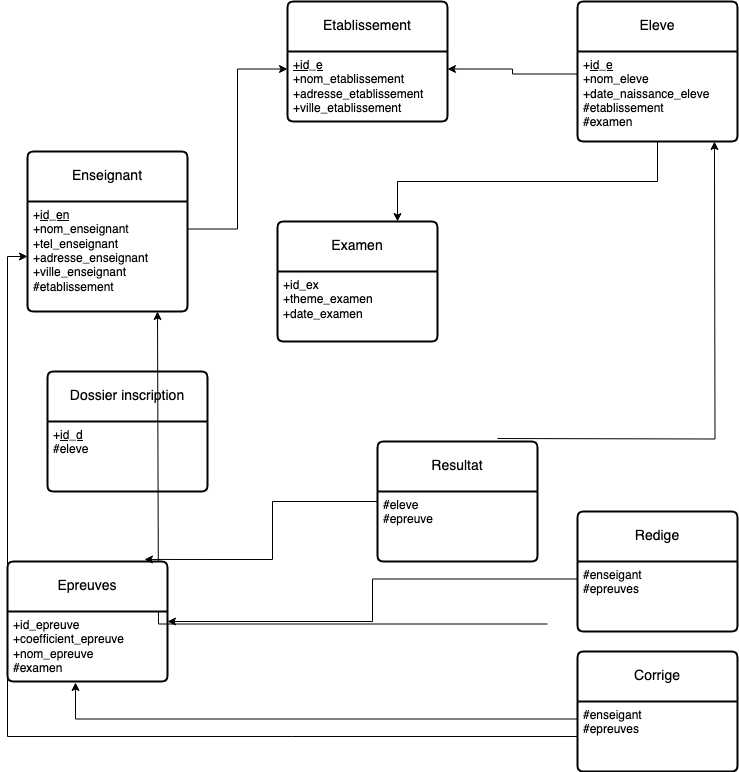 Etablissement
+id_e
+nom_etablissement
+adresse_etablissement
+ville_etablissement
Eleve
+id_e
+nom_eleve
+date_naissance_eleve
#etablissement
#examen
Enseignant
+id_en
+nom_enseignant
+tel_enseignant
+adresse_enseignant
+ville_enseignant
#etablissement
Examen
+id_ex
+theme_examen
+date_examen
Dossier inscription
+id_d
#eleve
Resultat
#eleve
#epreuve
Redige
#enseigant
#epreuves
Epreuves
+id_epreuve
+coefficient_epreuve
+nom_epreuve
#examen
Corrige
#enseigant
#epreuves